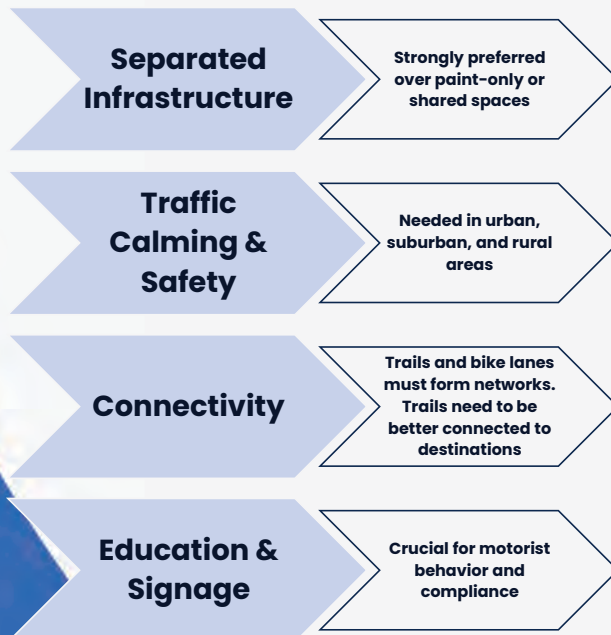 Separated
Infrastructure
Strongly preferred
over paint-only or
shared spaces
Traffic
Calming &
Safety
Needed in urban,
suburban, and rural
areas
Connectivity
Trails and bike lanes
must form networks.
Trails need to be
better connected to
destinations
Education &
Signage
Crucial for motorist
behavior and
compliance